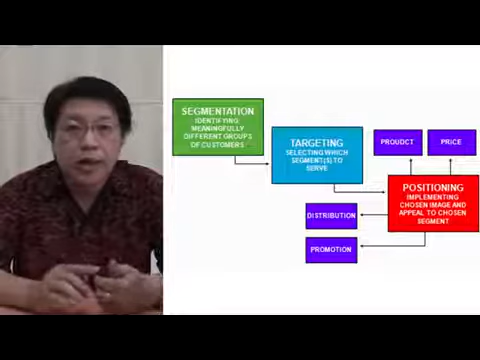 SEGMENTATION
IDENTIFYING
MEANINGFULLY
DIFFERENT GROUPS
OF CUSTOMERS
TARGETING
SELECTING WHICH
SEGMENT(S) TO
SERVE
PROUDCT
PRICE
POSITIONING
IMPLEMENTING
CHOSEN IMAGE AND
APPEAL TO CHOSEN
SEGMENT
DISTRIBUTION
PROMOTION